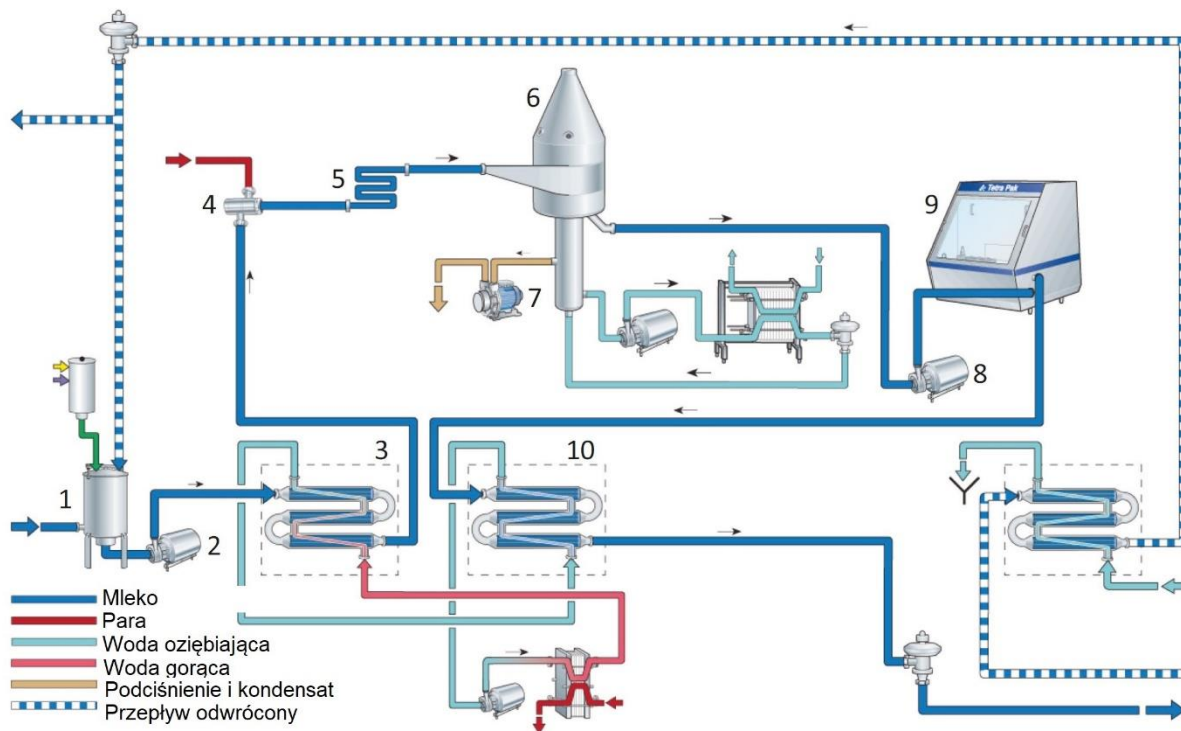 6
5
4
9
Tetra Pak
7
8
3
10
1
2
Mleko
Para
Woda oziębiająca
Woda gorąca
Podciśnienie i kondensat
Przepływ odwrócony